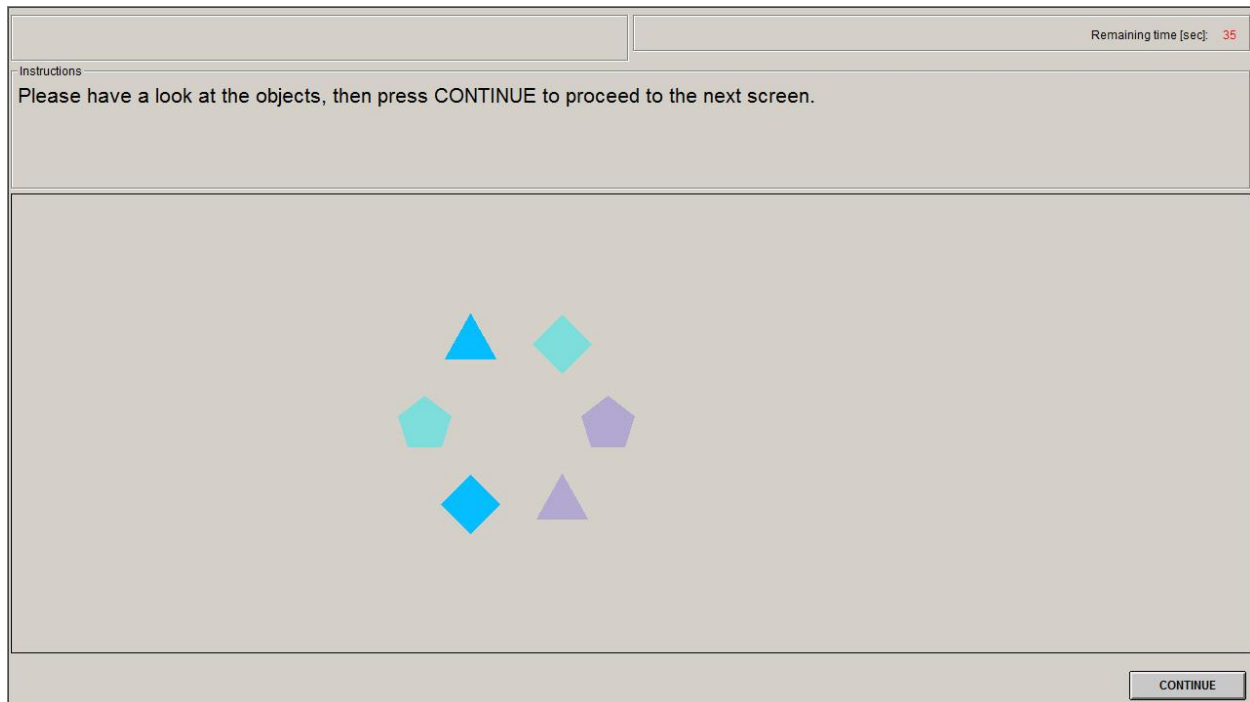 Remaining time [sec]: 35
Instructions
Please have a look at the objects, then press CONTINUE to proceed to the next screen.
CONTINUE